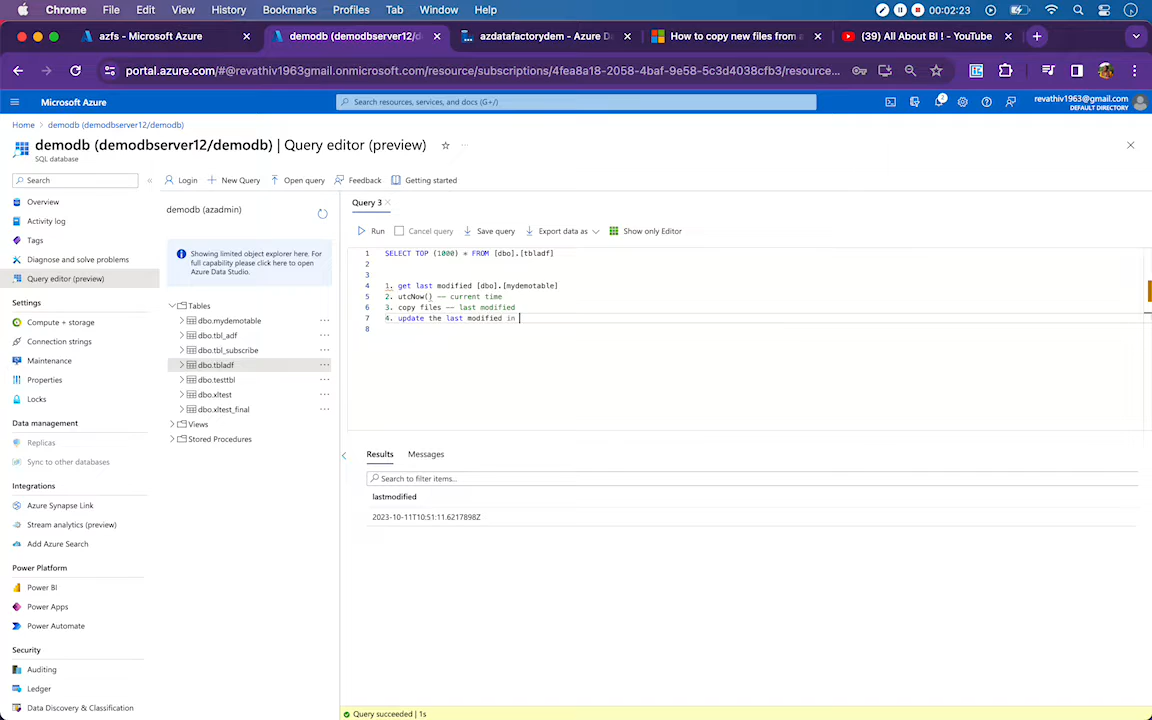 Chrome File Edit View History Bookmarks Profiles Tab Window Help 00:02:23
azfs - Microsoft Azure demodb (demodbserver12/d azdatafactorydem - Azure D How to copy new files from a (39) All About BI ! - YouTube
portal.azure.com/#@revathiv1963gmail.onmicrosoft.com/resource/subscriptions/4fea8a18-2058-4baf-9e58-5c3d4038cfb3/resource...
Microsoft Azure
Search resources, services, and docs (G+/)
2
revathiv1963@gmail.com
DEFAULT DIRECTORY
Home > demodb (demodbserver12/demodb)
demodb (demodbserver12/demodb) | Query editor (preview)
SQL database
Search
Login New Query Open query Feedback Getting started
Overview
Activity log
Tags
Diagnose and solve problems
Query editor (preview)
Settings
Compute + storage
Connection strings
Maintenance
Properties
Locks
Data management
Replicas
Sync to other databases
Integrations
Azure Synapse Link
Stream analytics (preview)
Add Azure Search
Power Platform
Power BI
Power Apps
Power Automate
Security
Auditing
Ledger
Data Discovery & Classification
demodb (azadmin)
Showing limited object explorer here. For
full capability please click here to open
Azure Data Studio.
Tables
dbo.mydemotable
dbo.tbl_adf
dbo.tbl_subscribe
dbo.tbladf
dbo.testtbl
dbo.xltest
dbo.xltest_final
Views
Stored Procedures
Query 3
Run Cancel query Save query Export data as Show only Editor
1 SELECT TOP (1000) * FROM [dbo].[tbladf]
2
3
4 1. get last modified [dbo].[mydemotable]
5 2. utcNow() -- current time
6 3. copy files -- last modified
7 4. update the last modified in
8
Results Messages
Search to filter items...
lastmodified
2023-10-11T10:51:11.6217898Z
Query succeeded | 1s